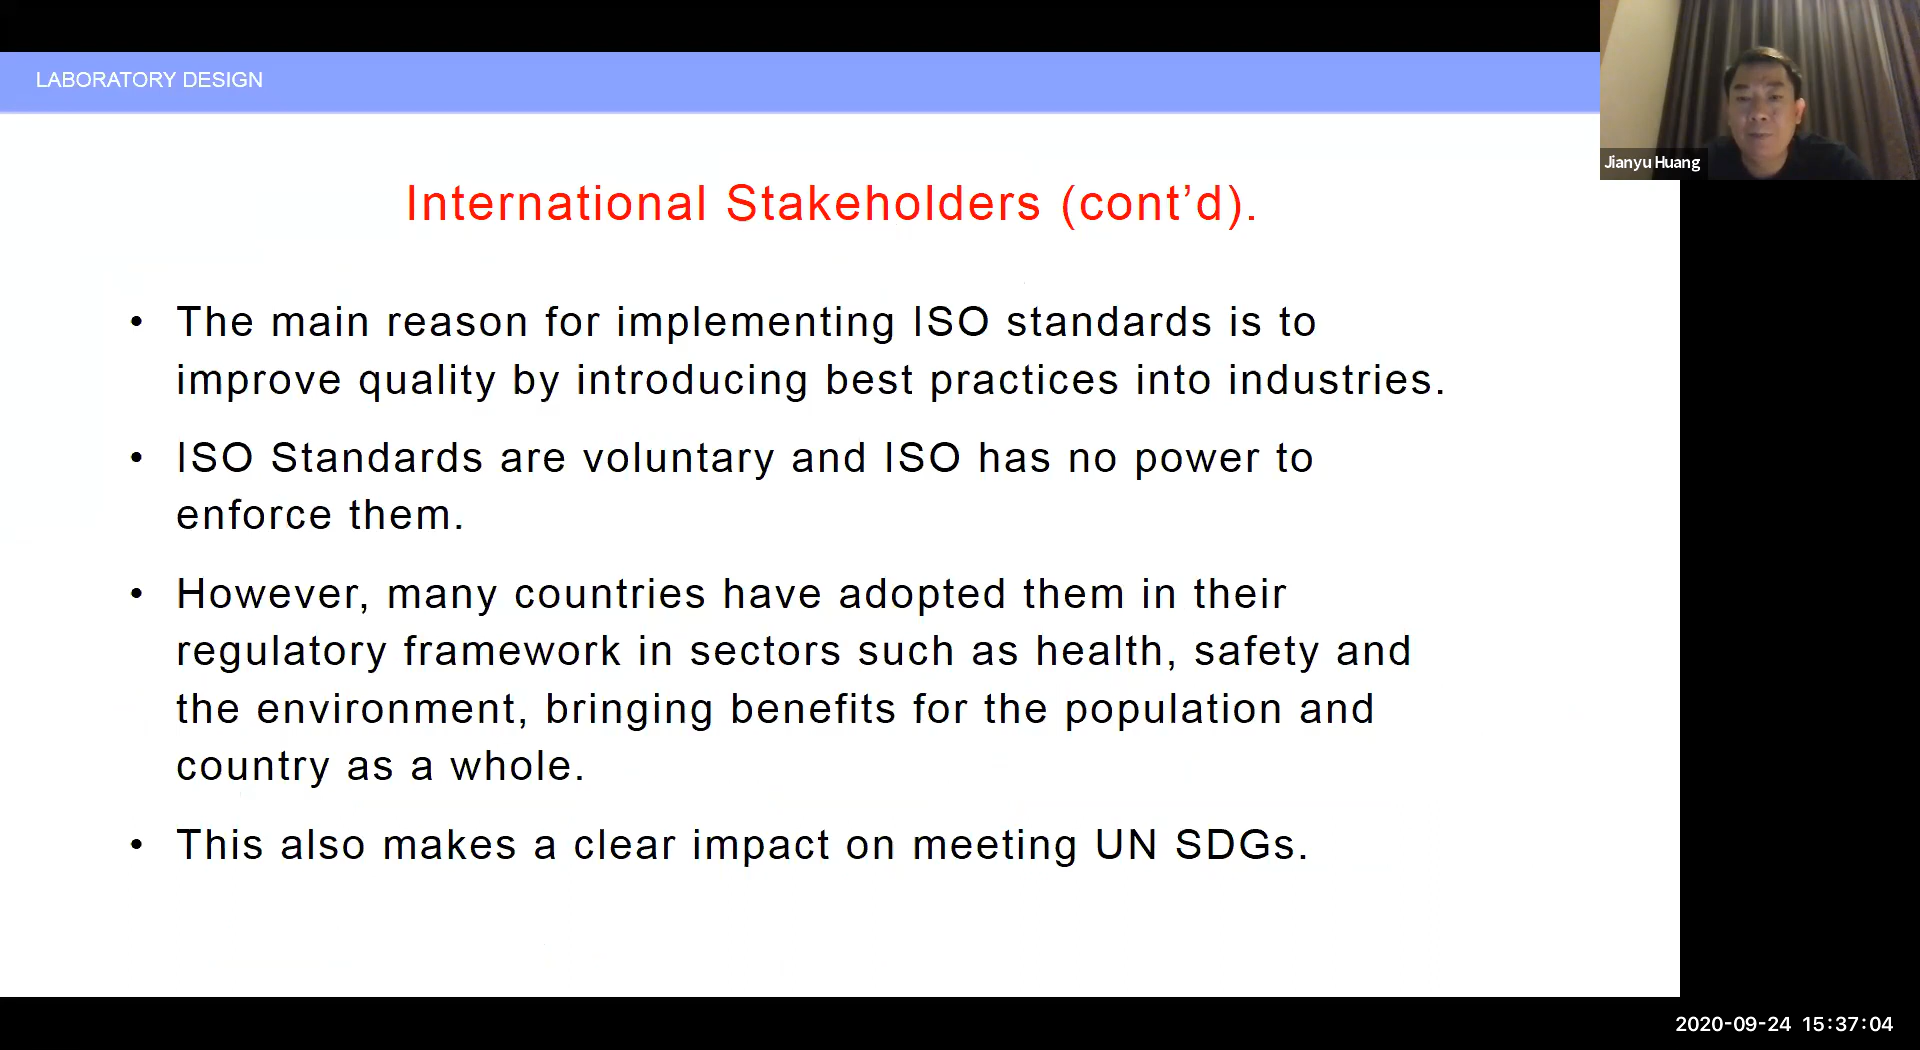 LABORATORY DESIGN
Jianyu Huang
International Stakeholders (cont’d).
• The main reason for implementing ISO standards is to
improve quality by introducing best practices into industries.
• ISO Standards are voluntary and ISO has no power to
enforce them.
• However, many countries have adopted them in their
regulatory framework in sectors such as health, safety and
the environment, bringing benefits for the population and
country as a whole.
• This also makes a clear impact on meeting UN SDGs.
2020-09-24 15:37:04